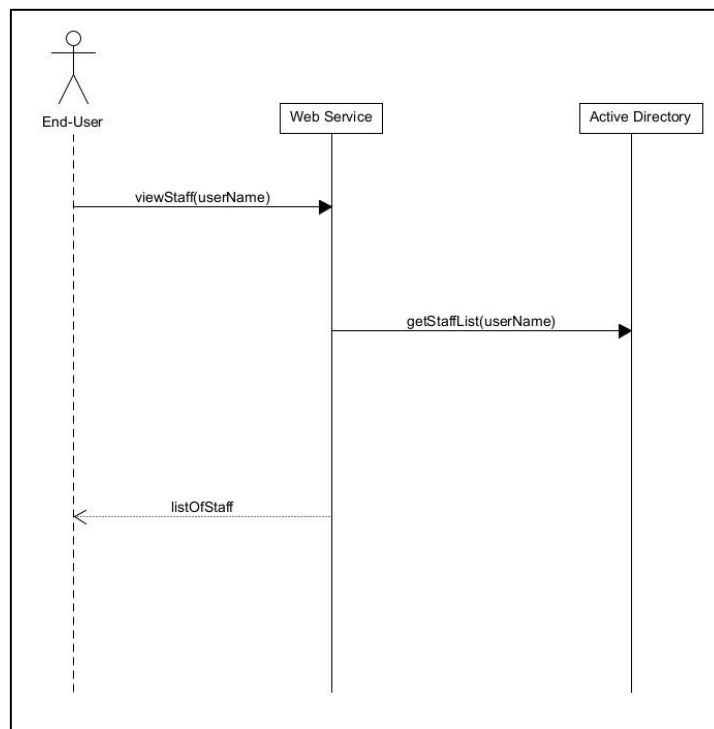 End-User
Web Service
Active Directory
viewStaff(userName)
getStaffList(userName)
listOfStaff